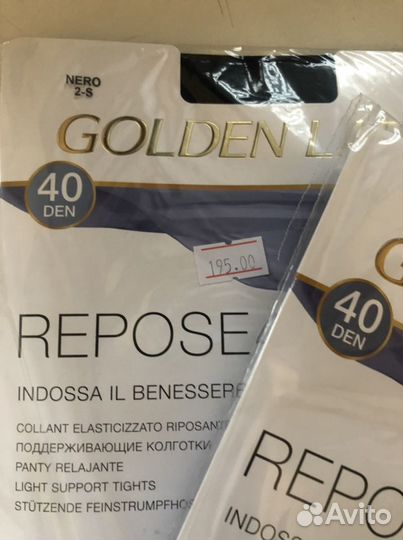 NERO
2-S
GOLDEN
40
DEN
195.00
REPOSE
INDOSSA IL BENESSERE
COLLANT ELASTICIZZATO RIPOSANT
ПОДДЕРЖИВАЮЩИЕ КОЛГОТКИ
PANTY RELAJANTE
LIGHT SUPPORT TIGHTS
STÜTZENDE FEINSTRUMPFHOS
G
40
DEN
REPO
INDOSS
Avito